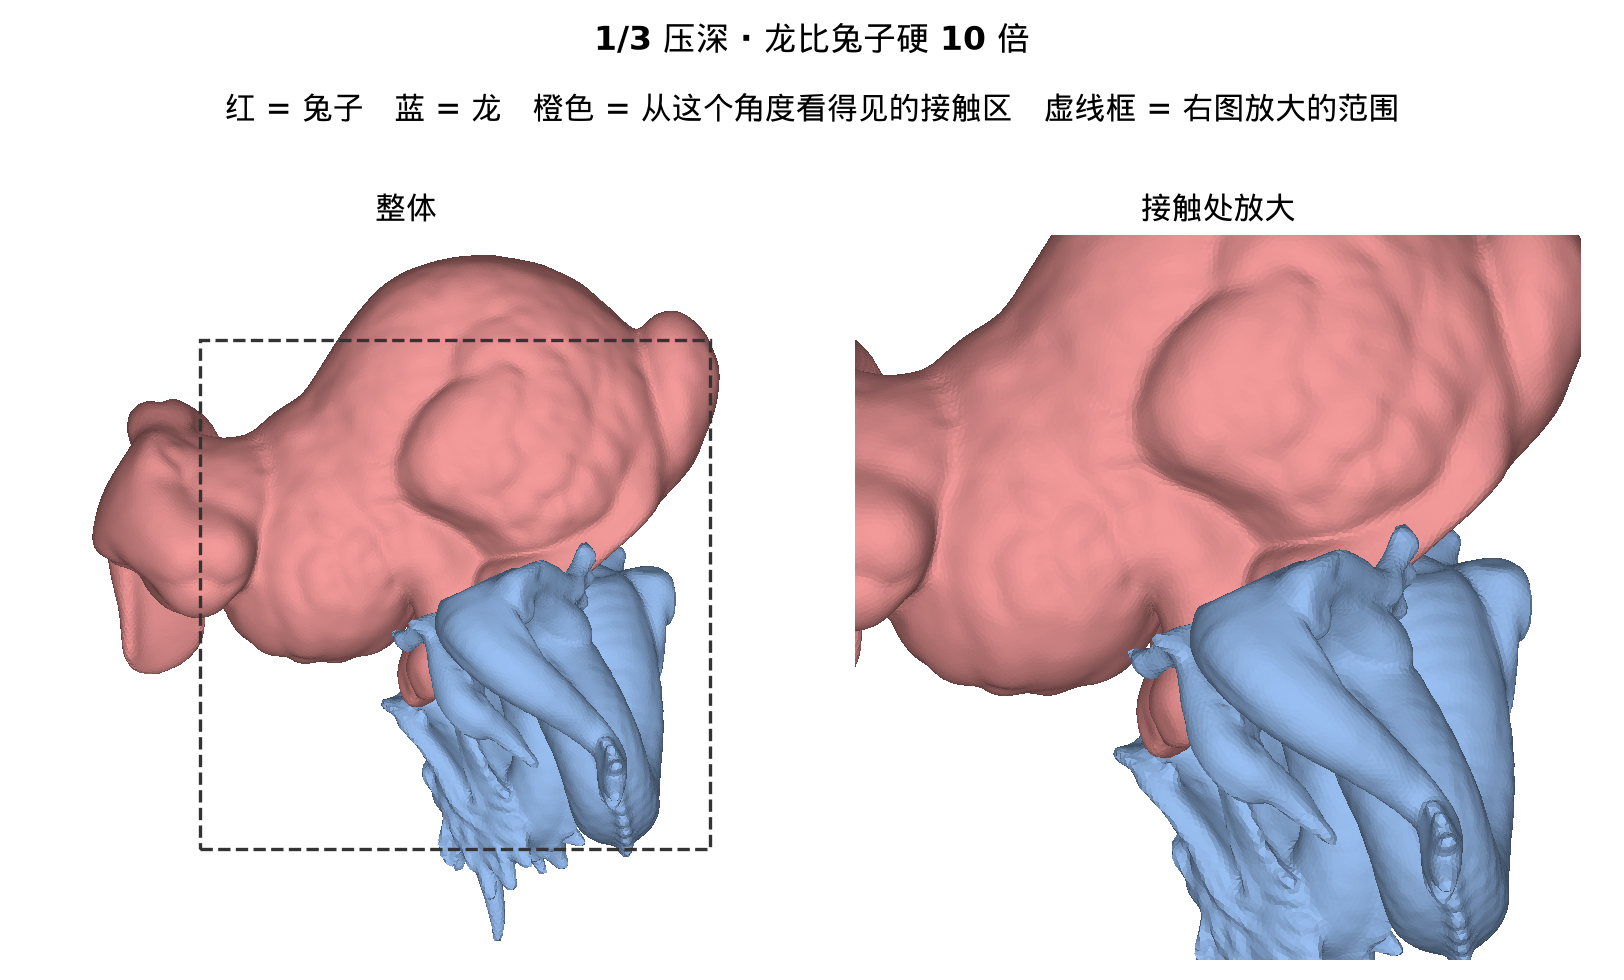 1/3 压深 · 龙比兔子硬 10 倍
红 = 兔子 蓝 = 龙 橙色 = 从这个角度看得见的接触区 虚线框 = 右图放大的范围
整体
接触处放大